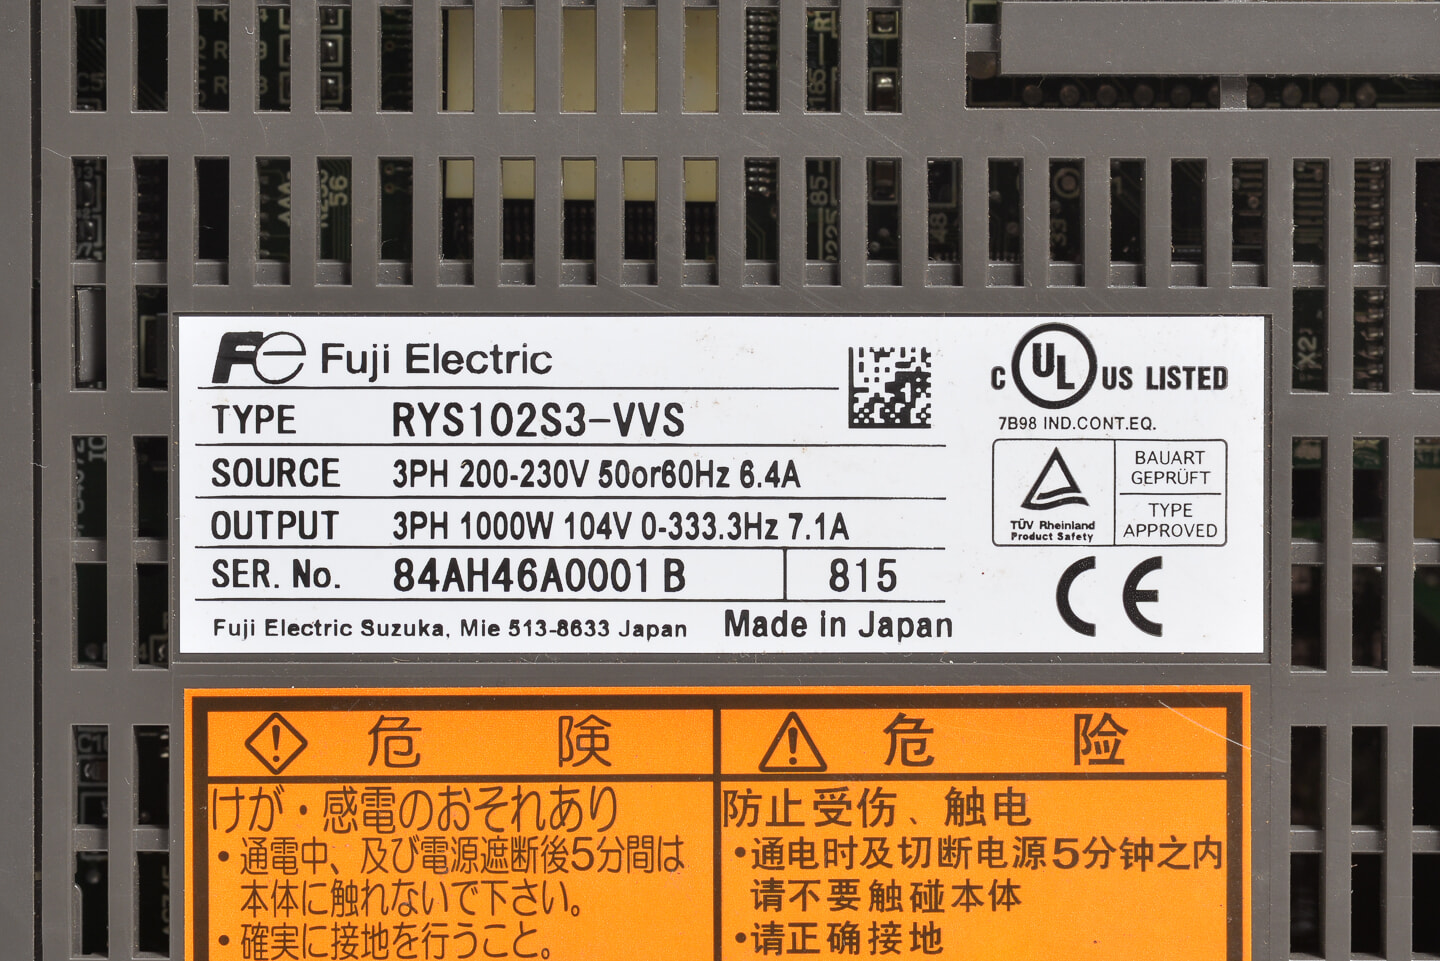 56
Fe Fuji Electric
TYPE RYS102S3-VVS
SOURCE 3PH 200-230V 50or60Hz 6.4A
OUTPUT 3PH 1000W 104V 0-333.3Hz 7.1A
SER. No. 84AH46A0001B 815
Fuji Electric Suzuka, Mie 513-8633 Japan Made in Japan
C UL US LISTED
7B98 IND.CONT.EQ.
TÜV Rheinland
Product Safety
BAUART
GEPRÜFT
TYPE
APPROVED
CE
X2
危 険
けが・感電のおそれあり
・通電中、及び電源遮断後5分間は
本体に触れないで下さい。
・確実に接地を行うこと。
危 险
防止受伤、触电
・通电时及切断电源5分钟之内
请不要触碰本体
・请正确接地